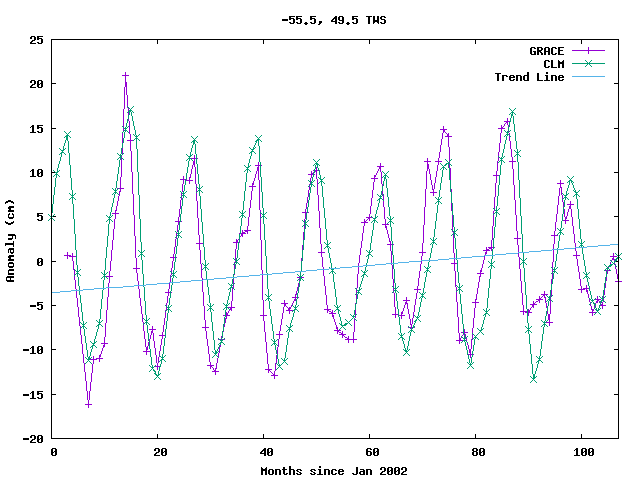 -55.5, 49.5 TWS
GRACE
CLM
Trend Line
Anomaly (cm)
25
20
15
10
5
0
-5
-10
-15
-20
0 20 40 60 80 100
Months since Jan 2002